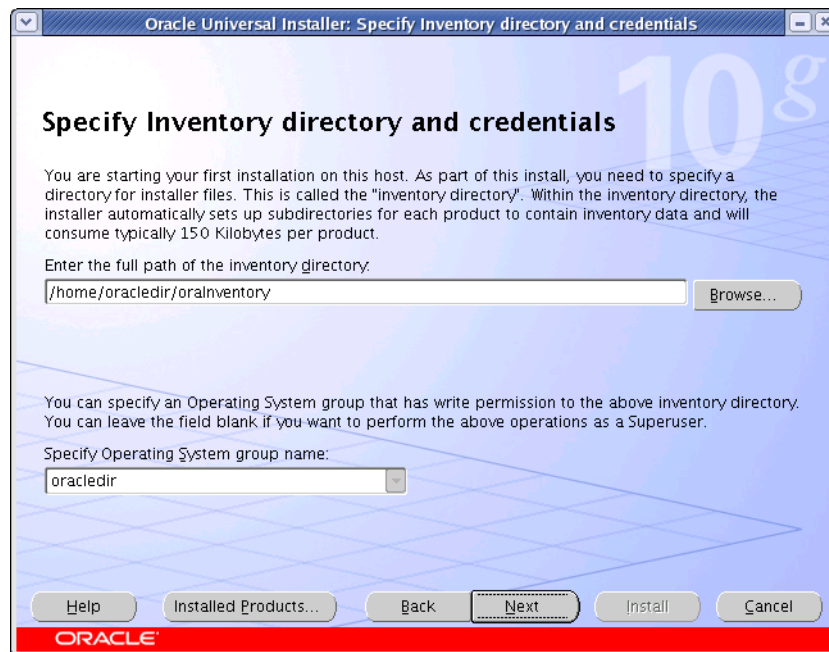 Oracle Universal Installer: Specify Inventory directory and credentials
10g
Specify Inventory directory and credentials
You are starting your first installation on this host. As part of this install, you need to specify a
directory for installer files. This is called the "inventory directory". Within the inventory directory, the
installer automatically sets up subdirectories for each product to contain inventory data and will
consume typically 150 Kilobytes per product.
Enter the full path of the inventory directory:
/home/oracledir/oraInventory
Browse...
You can specify an Operating System group that has write permission to the above inventory directory.
You can leave the field blank if you want to perform the above operations as a Superuser.
Specify Operating System group name:
oracledir
Help Installed Products... Back Next Install Cancel
ORACLE